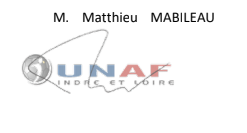 M. Matthieu MABILEAU
UNAF
INDRE ET LOIRE